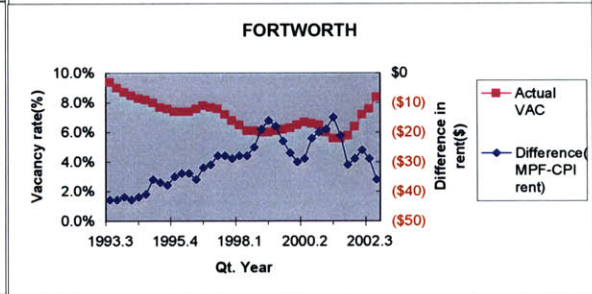 FORTWORTH
Vacancy rate(%)
10.0%
8.0%
6.0%
4.0%
2.0%
0.0%
1993.3 1995.4 1998.1 2000.2 2002.3
Qt. Year
$0
($10)
($20)
($30)
($40)
($50)
Difference in
rent($)
Actual
VAC
Difference(
MPF-CPI
rent)